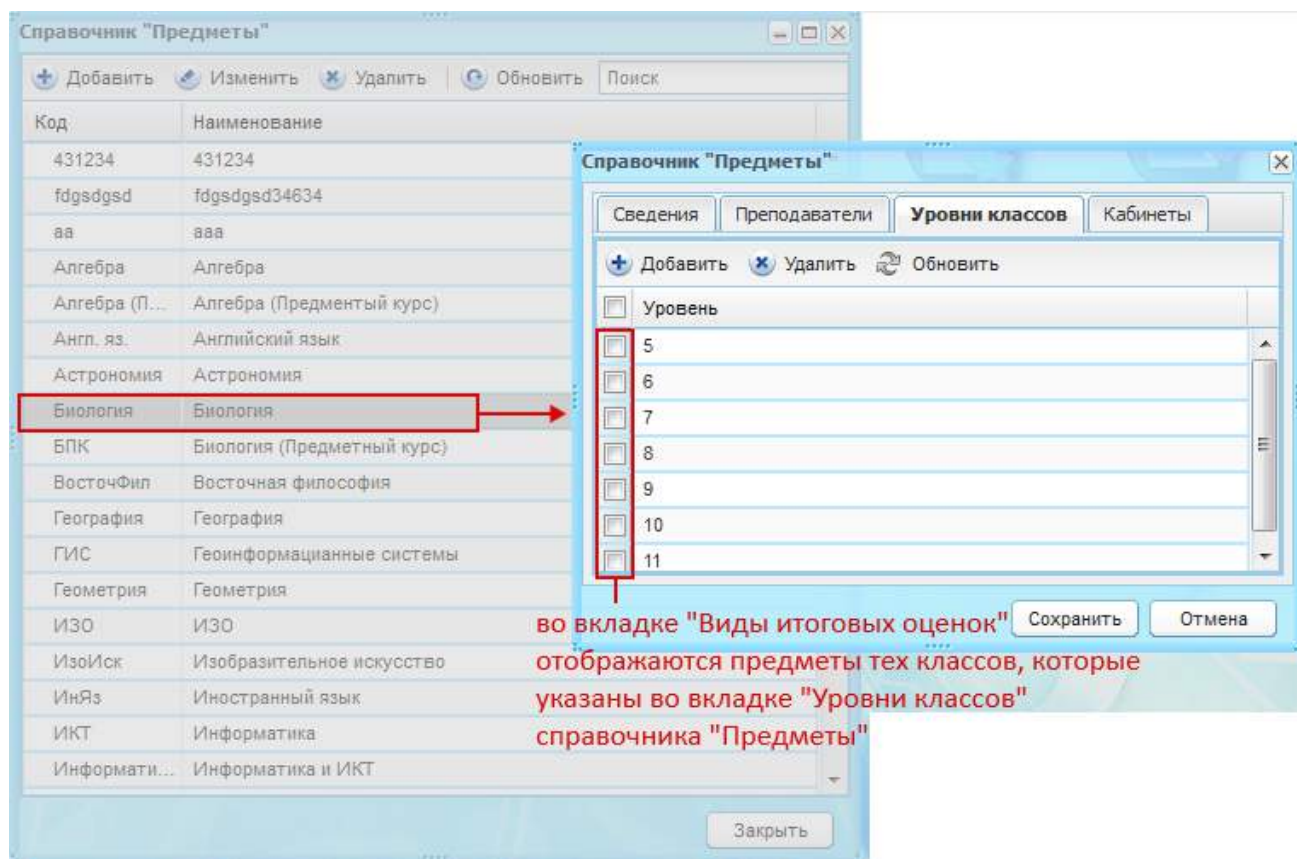 Справочник "Предметы"
Добавить Изменить Удалить Обновить Поиск
Код Наименование
431234 431234
fdgsdgsd fdgsdgsd34634
аа ааа
Алгебра Алгебра
Алгебра (П... Алгебра (Предментый курс)
Англ. яз. Английский язык
Астрономия Астрономия
Биология Биология
БПК Биология (Предметный курс)
ВосточФил Восточная философия
География География
ГИС Геоинформацианные системы
Геометрия Геометрия
ИЗО ИЗО
ИзоИск Изобразительное искусство
ИнЯз Иностранный язык
ИКТ Информатика
Информати... Информатика и ИКТ
Закрыть
Справочник "Предметы"
Сведения Преподаватели Уровни классов Кабинеты
Добавить Удалить Обновить
Уровень
5
6
7
8
9
10
11
Сохранить Отмена
во вкладке "Виды итоговых оценок"
отображаются предметы тех классов, которые
указаны во вкладке "Уровни классов"
справочника "Предметы"